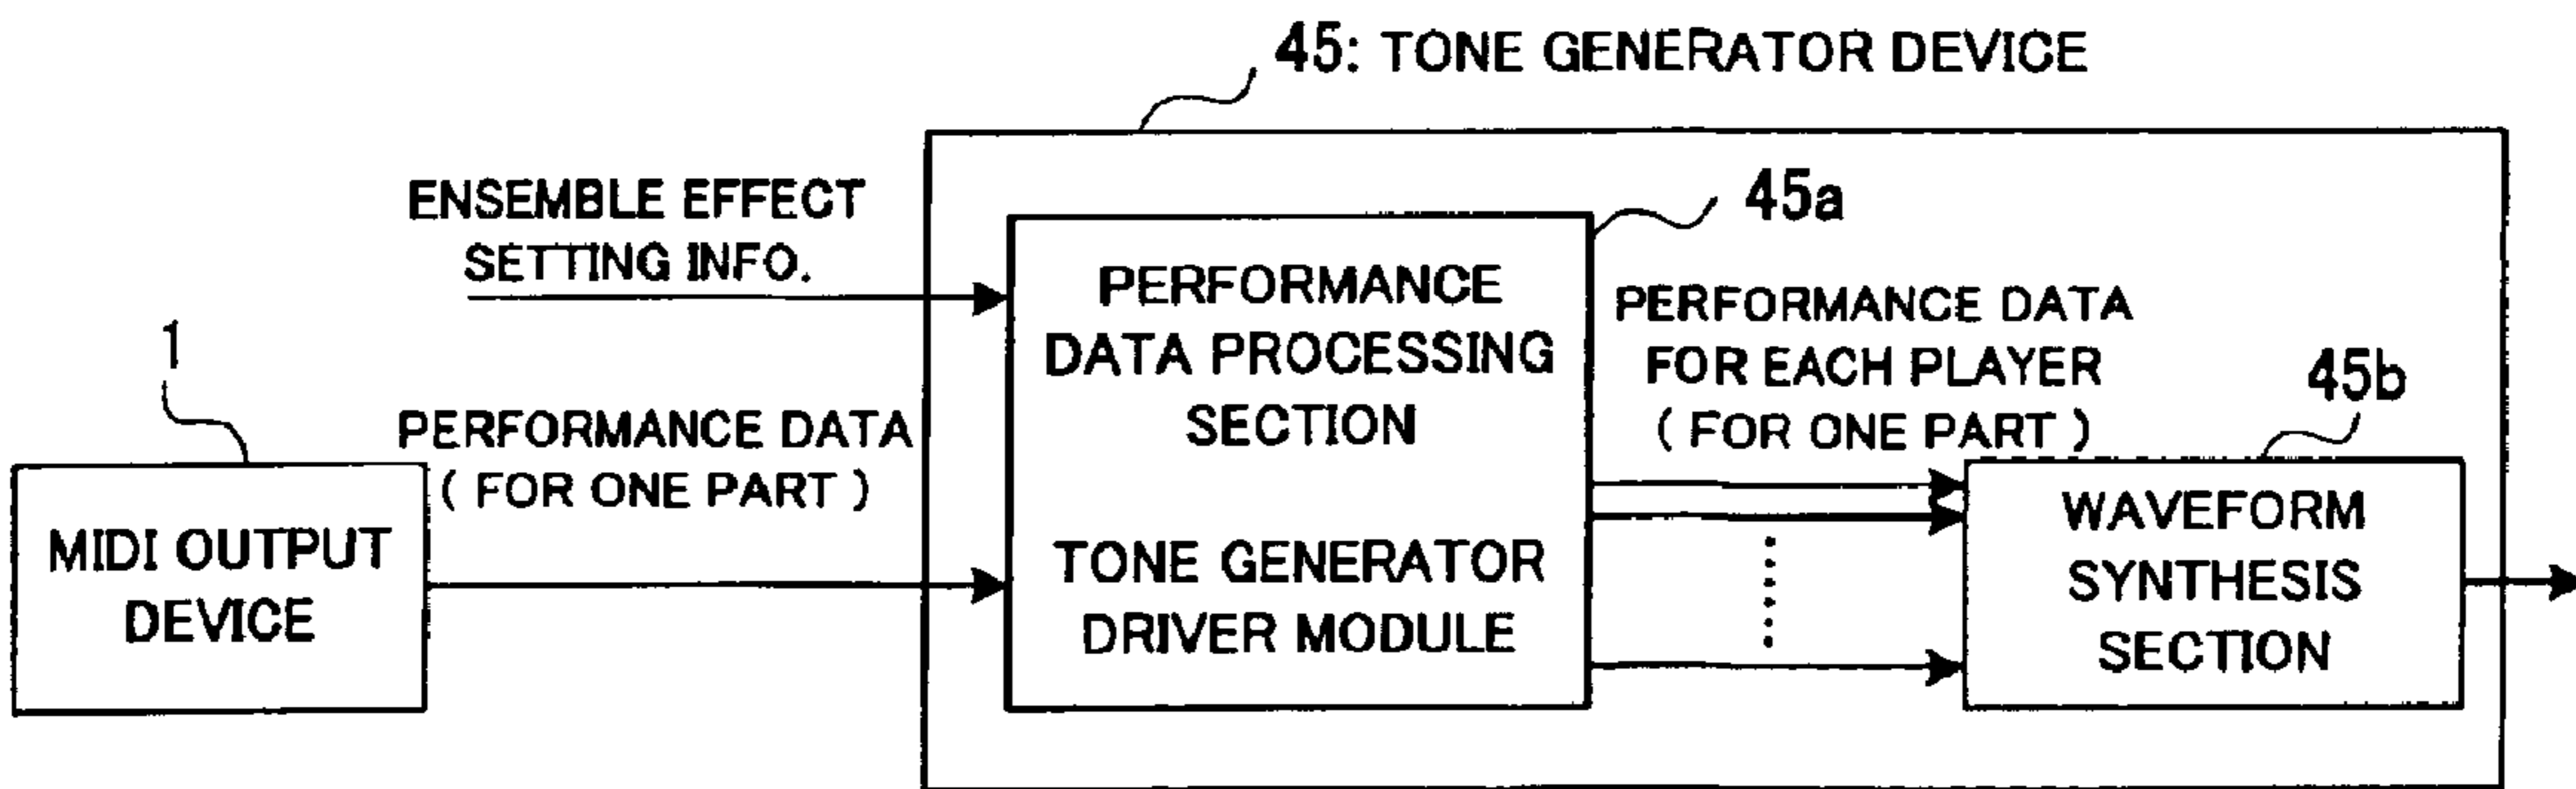 45: TONE GENERATOR DEVICE
ENSEMBLE EFFECT
SETTING INFO.
45a
PERFORMANCE
DATA PROCESSING
SECTION
TONE GENERATOR
DRIVER MODULE
1
PERFORMANCE DATA
( FOR ONE PART )
MIDI OUTPUT
DEVICE
PERFORMANCE DATA
FOR EACH PLAYER
( FOR ONE PART )
45b
WAVEFORM
SYNTHESIS
SECTION